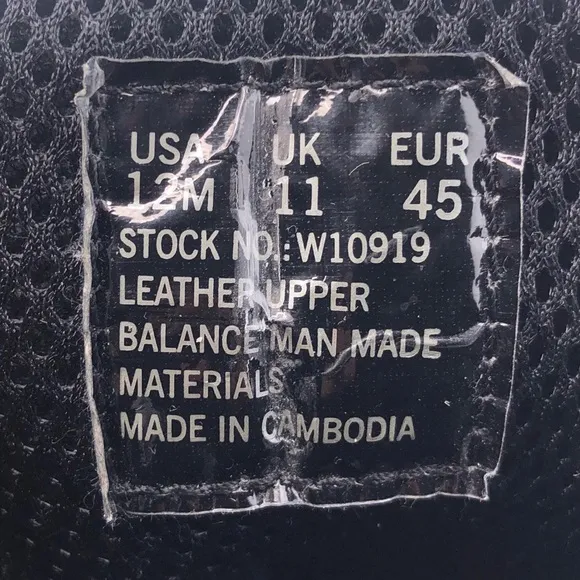 USA UK EUR
12M 11 45
STOCK NO.: W10919
LEATHER UPPER
BALANCE MAN MADE
MATERIALS
MADE IN CAMBODIA